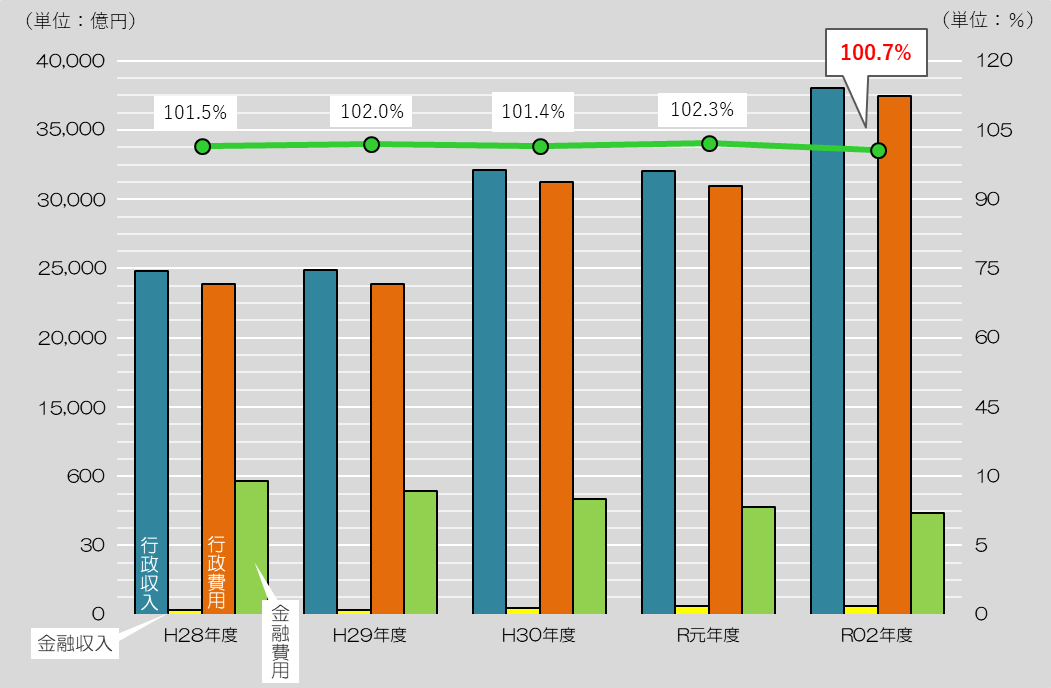 （単位：億円）
（単位：％）
100.7%
40,000
120
101.5%
102.0%
101.4%
102.3%
35,000
105
30,000
90
25,000
75
20,000
60
15,000
45
600
10
30
5
0
0
行政収入
行政費用
金融収入
金融費用
H28年度
H29年度
H30年度
R元年度
R02年度